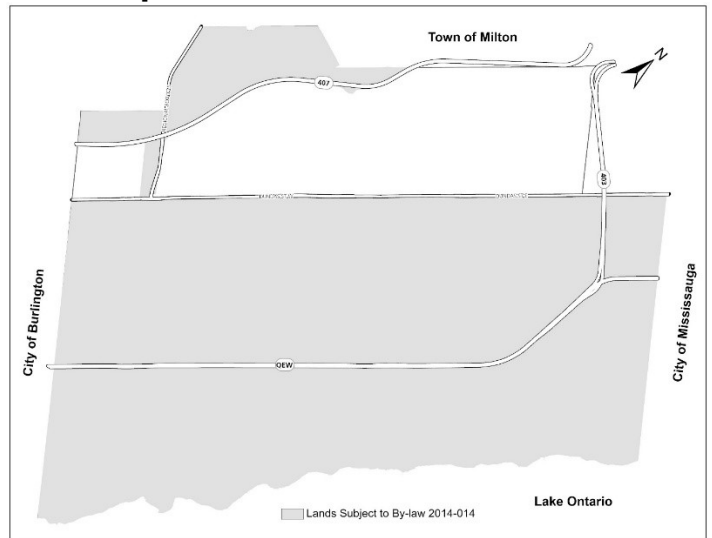 Town of Milton
N
407
403
City of Burlington
City of Mississauga
QEW
Lake Ontario
Lands Subject to By-law 2014-014